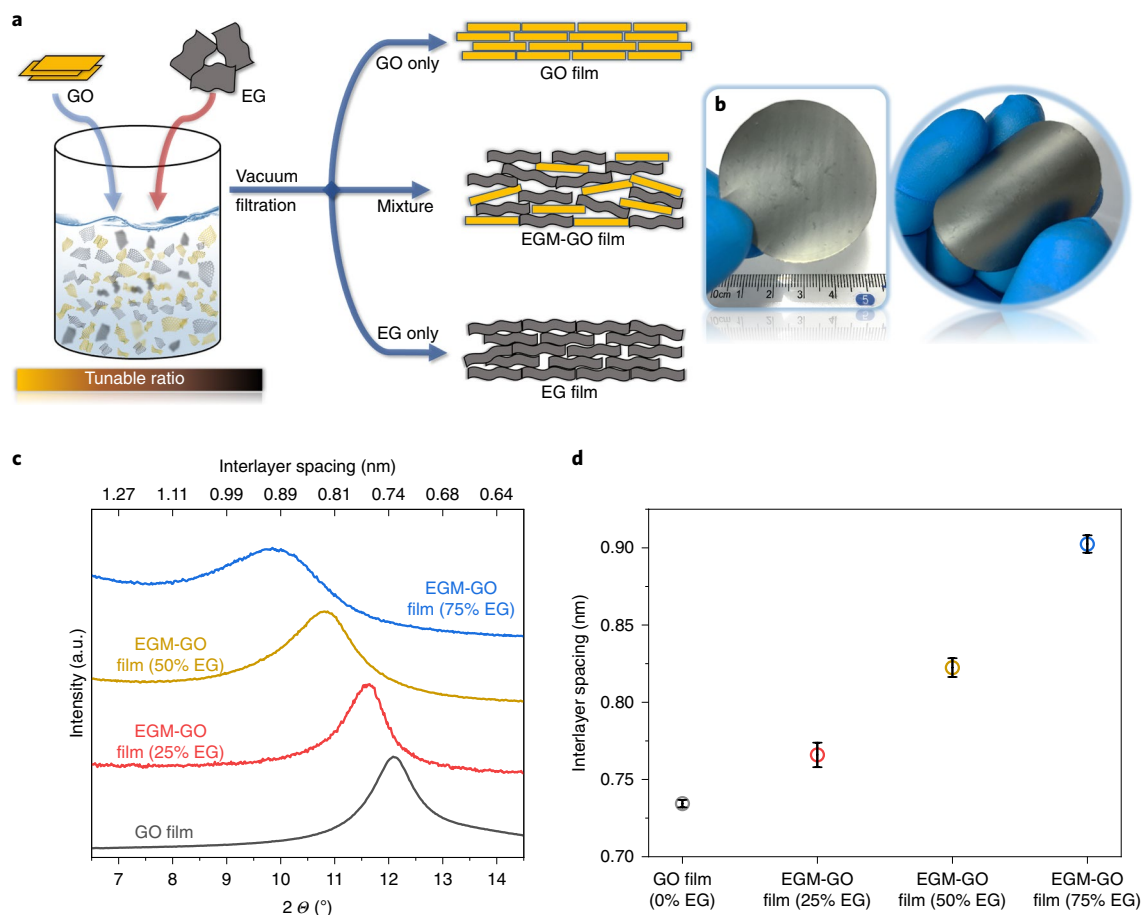 a
GO
EG
Vacuum
filtration
Tunable ratio
GO only
GO film
Mixture
EGM-GO film
EG only
EG film
b
0cm 1 2 3 4 5
c
Interlayer spacing (nm)
1.27 1.11 0.99 0.89 0.81 0.74 0.68 0.64
Intensity (a.u.)
EGM-GO
film (75% EG)
EGM-GO
film (50% EG)
EGM-GO
film (25% EG)
GO film
7 8 9 10 11 12 13 14
2 Θ (°)
d
Interlayer spacing (nm)
0.90
0.85
0.80
0.75
0.70
GO film
(0% EG)
EGM-GO
film (25% EG)
EGM-GO
film (50% EG)
EGM-GO
film (75% EG)